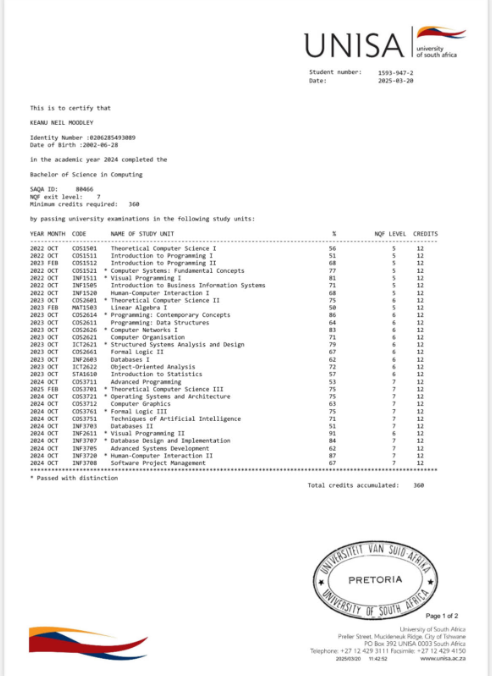 UNISA
university
of south africa
Student number: 1593-947-2
Date: 2025-03-20
This is to certify that
KEANU NEIL MOODLEY
Identity Number :0206285493089
Date of Birth :2002-06-28
in the academic year 2024 completed the
Bachelor of Science in Computing
SAQA ID: 80466
NQF exit level: 7
Minimum credits required: 360
by passing university examinations in the following study units:
YEAR MONTH CODE NAME OF STUDY UNIT % NQF LEVEL CREDITS
2022 OCT COS1501 Theoretical Computer Science I 56 5 12
2022 OCT COS1511 Introduction to Programming I 51 5 12
2023 FEB COS1512 Introduction to Programming II 68 5 12
2022 OCT COS1521 * Computer Systems: Fundamental Concepts 77 5 12
2022 OCT INF1511 * Visual Programming I 81 5 12
2022 OCT INF1505 Introduction to Business Information Systems 71 5 12
2022 OCT INF1520 Human-Computer Interaction I 68 5 12
2023 OCT COS2601 * Theoretical Computer Science II 75 6 12
2023 FEB MAT1503 Linear Algebra I 50 5 12
2023 OCT COS2614 * Programming: Contemporary Concepts 86 6 12
2023 OCT COS2611 Programming: Data Structures 64 6 12
2023 OCT COS2626 * Computer Networks I 83 6 12
2023 OCT COS2621 Computer Organisation 71 6 12
2023 OCT ICT2621 * Structured Systems Analysis and Design 79 6 12
2023 OCT COS2661 Formal Logic II 67 6 12
2023 OCT INF2603 Databases I 62 6 12
2023 OCT ICT2622 Object-Oriented Analysis 72 6 12
2023 OCT STA1610 Introduction to Statistics 57 6 12
2024 OCT COS3711 Advanced Programming 53 7 12
2025 FEB COS3701 * Theoretical Computer Science III 75 7 12
2024 OCT COS3721 * Operating Systems and Architecture 75 7 12
2024 OCT COS3712 Computer Graphics 63 7 12
2024 OCT COS3761 * Formal Logic III 75 7 12
2024 OCT COS3751 Techniques of Artificial Intelligence 71 7 12
2024 OCT INF3703 Databases II 51 7 12
2024 OCT INF2611 * Visual Programming II 91 6 12
2024 OCT INF3707 * Database Design and Implementation 84 7 12
2024 OCT INF3705 Advanced Systems Development 62 7 12
2024 OCT INF3720 * Human-Computer Interaction II 87 7 12
2024 OCT INF3708 Software Project Management 67 7 12
* Passed with distinction
Total credits accumulated: 360
UNIVERSITEIT VAN SUID-AFRIKA
PRETORIA
UNIVERSITY OF SOUTH AFRICA
Page 1 of 2
University of South Africa
Preller Street, Muckleneuk Ridge, City of Tshwane
PO Box 392 UNISA 0003 South Africa
Telephone: +27 12 429 3111 Facsimile: +27 12 429 4150
2025/03/20 11:42:52 www.unisa.ac.za